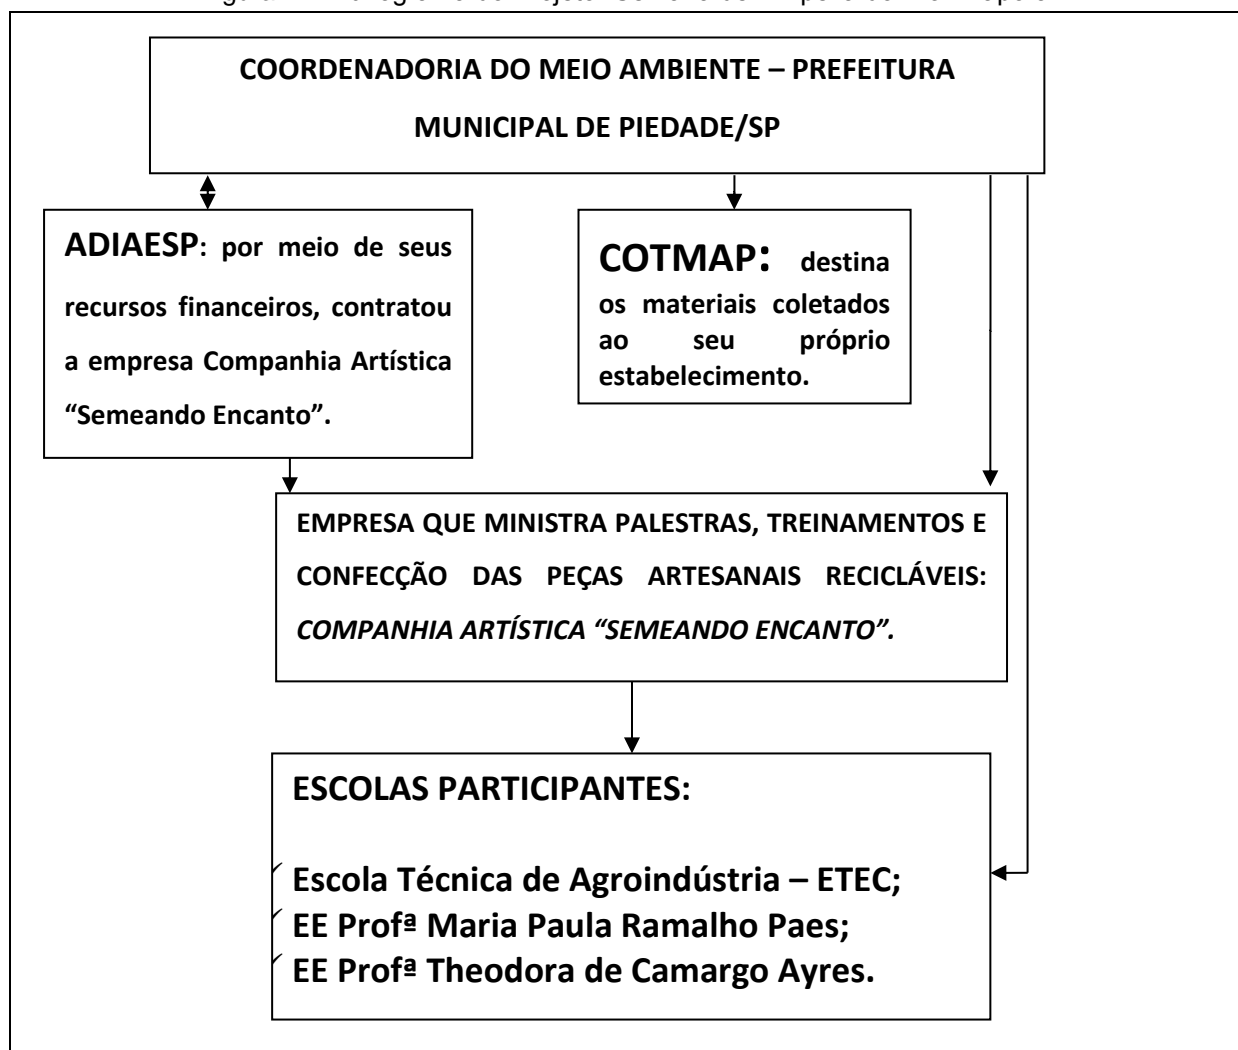 COORDENADORIA DO MEIO AMBIENTE – PREFEITURA
MUNICIPAL DE PIEDADE/SP
ADIAESP: por meio de seus
recursos financeiros, contratou
a empresa Companhia Artística
“Semeando Encanto”.
COTMAP: destina
os materiais coletados
ao seu próprio
estabelecimento.
EMPRESA QUE MINISTRA PALESTRAS, TREINAMENTOS E
CONFECÇÃO DAS PEÇAS ARTESANAIS RECICLÁVEIS:
COMPANHIA ARTÍSTICA “SEMEANDO ENCANTO”.
ESCOLAS PARTICIPANTES:
Escola Técnica de Agroindústria – ETEC;
EE Profª Maria Paula Ramalho Paes;
EE Profª Theodora de Camargo Ayres.